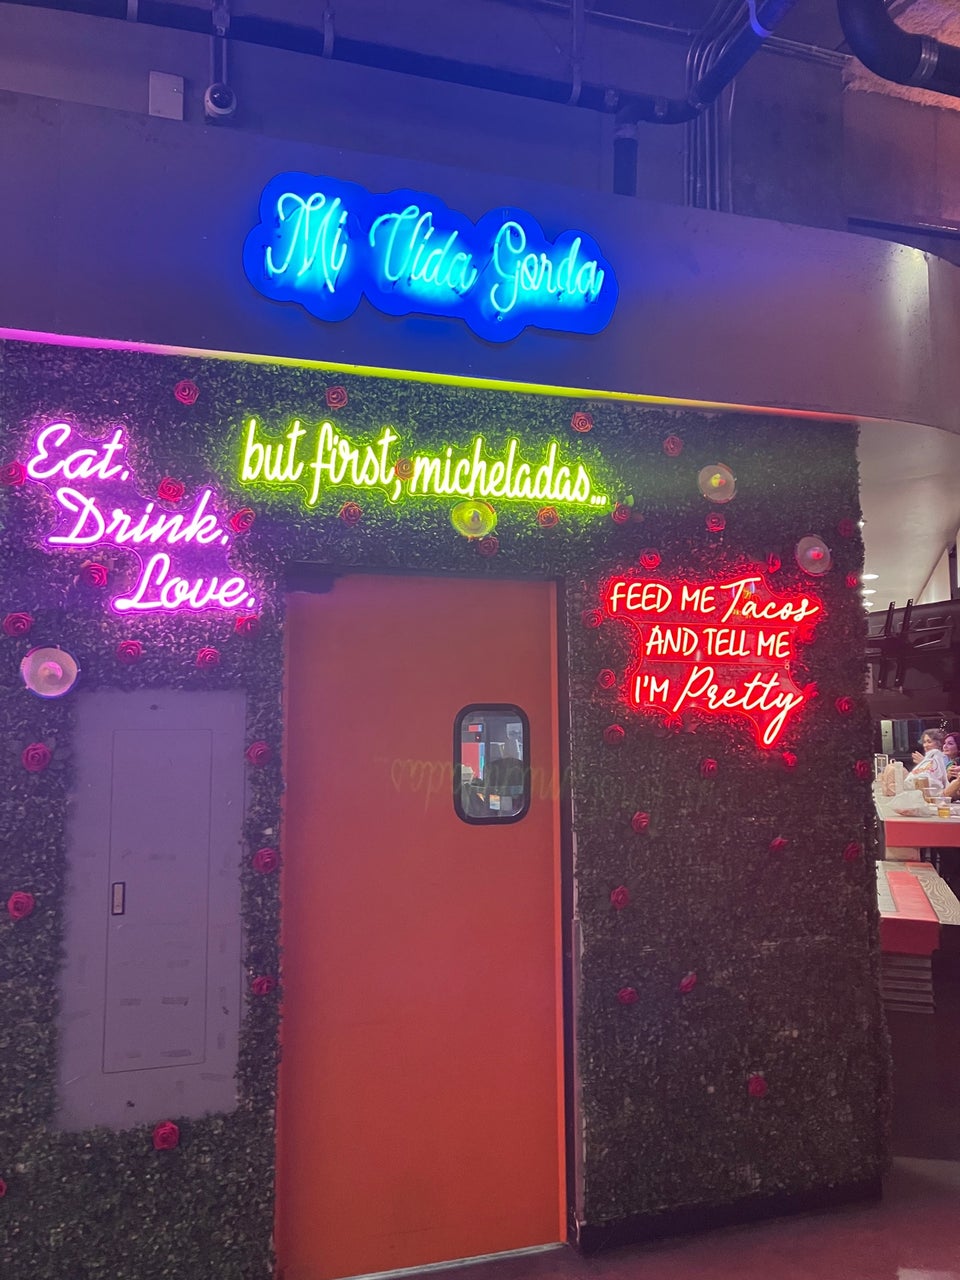 Mi Vida Gorda
Eat.
Drink.
Love.
but first, micheladas...
FEED ME Tacos
AND TELL ME
I'M Pretty